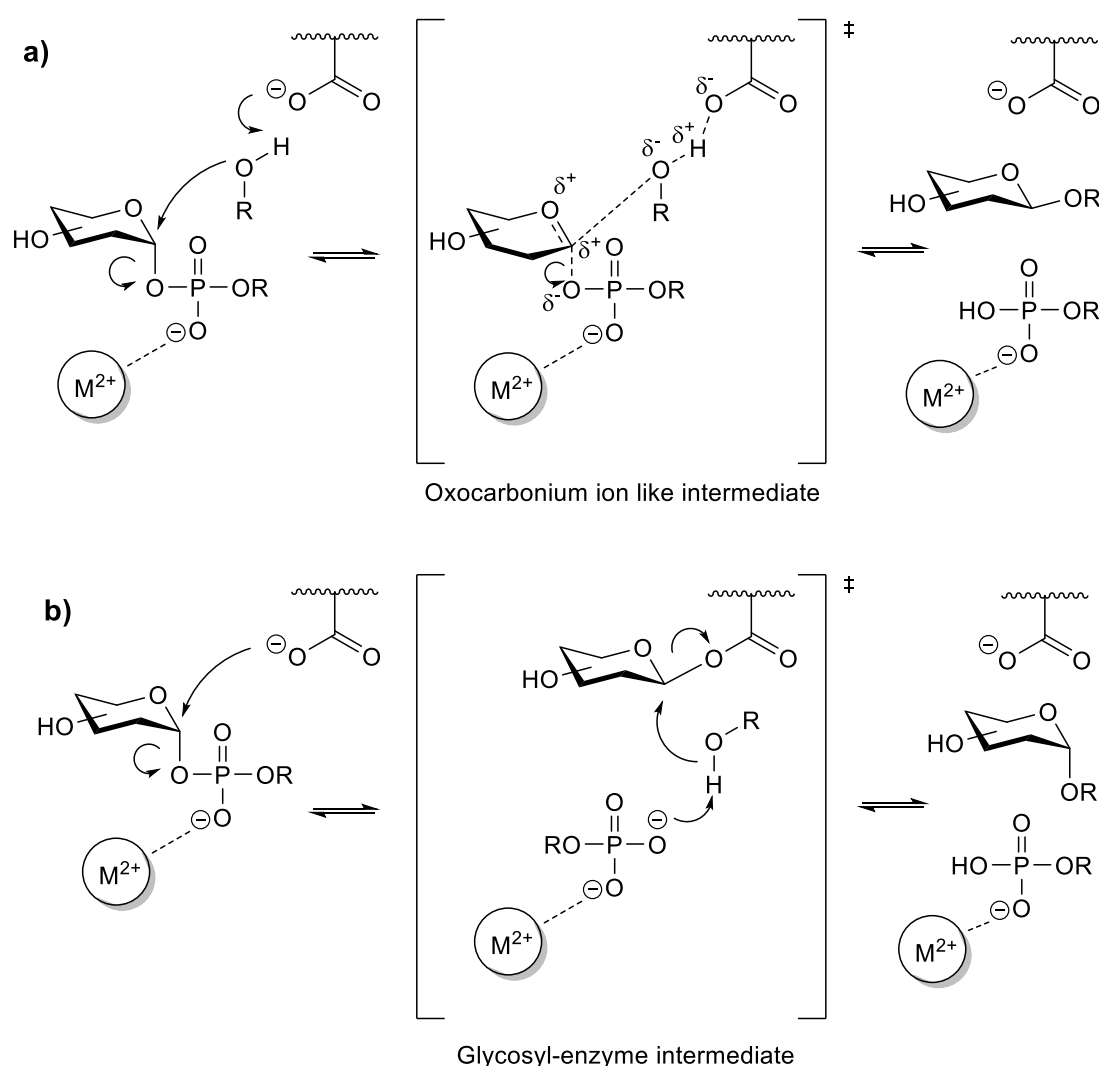 a)
⊖ O O
H
O
R
O
HO
O
O P OR
⊖ O
M2+
‡
δ- O O
δ+ H
δ- O
R
δ+ O
HO
δ+ O
δ- O P OR
⊖ O
M2+
⊖ O O
O
HO OR
O
HO P OR
⊖ O
M2+
Oxocarbonium ion like intermediate
b)
⊖ O O
O
HO
O
O P OR
⊖ O
M2+
‡
O
O O
HO
R
O
H
O ⊖
RO P O
⊖ O
M2+
⊖ O O
O
HO
OR
O
HO P OR
⊖ O
M2+
Glycosyl-enzyme intermediate